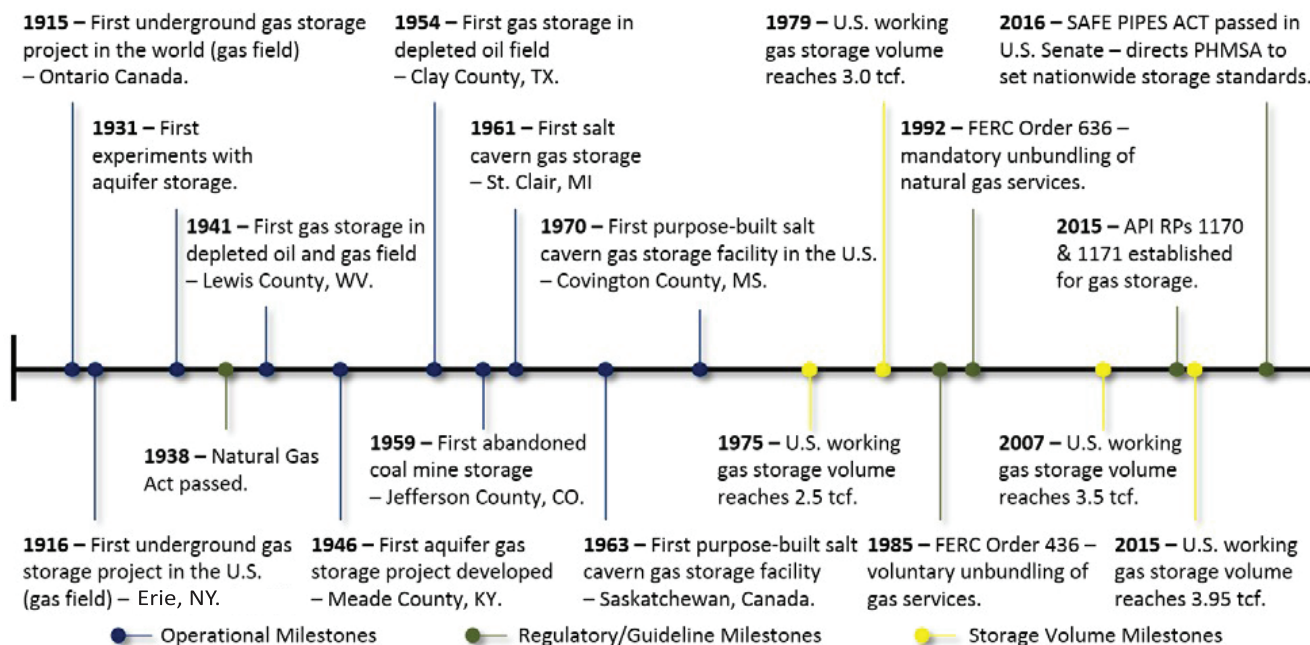 1915 – First underground gas storage
project in the world (gas field)
– Ontario Canada.
1954 – First gas storage in
depleted oil field
– Clay County, TX.
1979 – U.S. working
gas storage volume
reaches 3.0 tcf.
2016 – SAFE PIPES ACT passed in
U.S. Senate – directs PHMSA to
set nationwide storage standards.
1931 – First
experiments with
aquifer storage.
1961 – First salt
cavern gas storage
– St. Clair, MI
1992 – FERC Order 636 –
mandatory unbundling of
natural gas services.
1941 – First gas storage in
depleted oil and gas field
– Lewis County, WV.
1970 – First purpose-built salt
cavern gas storage facility in the U.S.
– Covington County, MS.
2015 – API RPs 1170
& 1171 established
for gas storage.
1938 – Natural Gas
Act passed.
1959 – First abandoned
coal mine storage
– Jefferson County, CO.
1975 – U.S. working
gas storage volume
reaches 2.5 tcf.
2007 – U.S. working
gas storage volume
reaches 3.5 tcf.
1916 – First underground gas
storage project in the U.S.
(gas field) – Erie, NY.
1946 – First aquifer gas
storage project developed
– Meade County, KY.
1963 – First purpose-built salt
cavern gas storage facility
– Saskatchewan, Canada.
1985 – FERC Order 436 –
voluntary unbundling of
gas services.
2015 – U.S. working
gas storage volume
reaches 3.95 tcf.
Operational Milestones
Regulatory/Guideline Milestones
Storage Volume Milestones